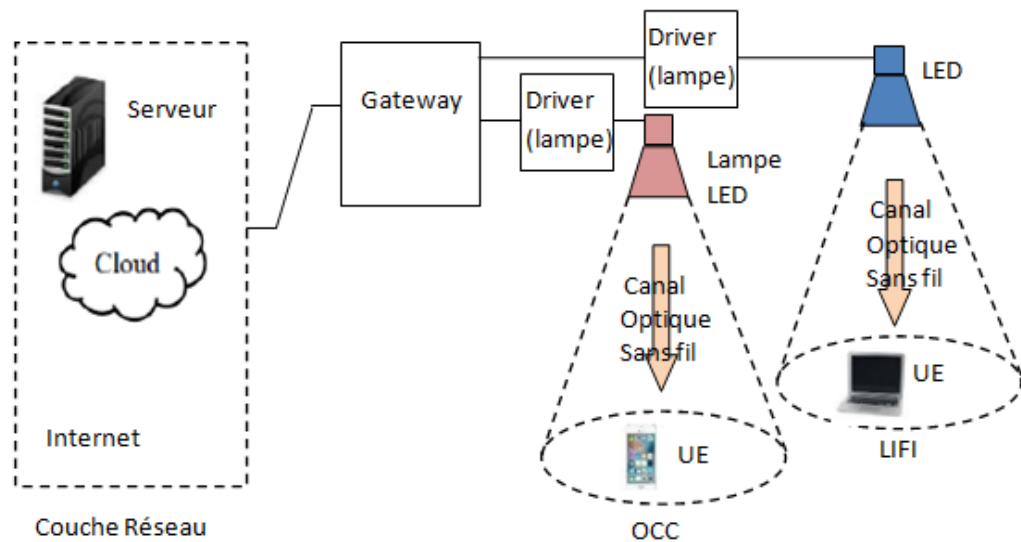 Serveur
Cloud
Internet
Couche Réseau
Gateway
Driver
(lampe)
Driver
(lampe)
Lampe
LED
LED
Canal
Optique
Sans fil
UE
OCC
Canal
Optique
Sans fil
UE
LIFI